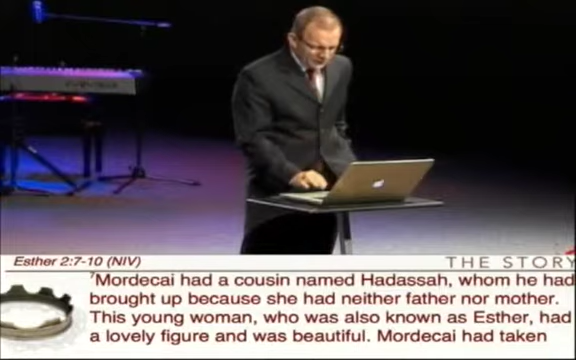 Esther 2:7-10 (NIV)
THE STORY
⁷Mordecai had a cousin named Hadassah, whom he had
brought up because she had neither father nor mother.
This young woman, who was also known as Esther, had
a lovely figure and was beautiful. Mordecai had taken